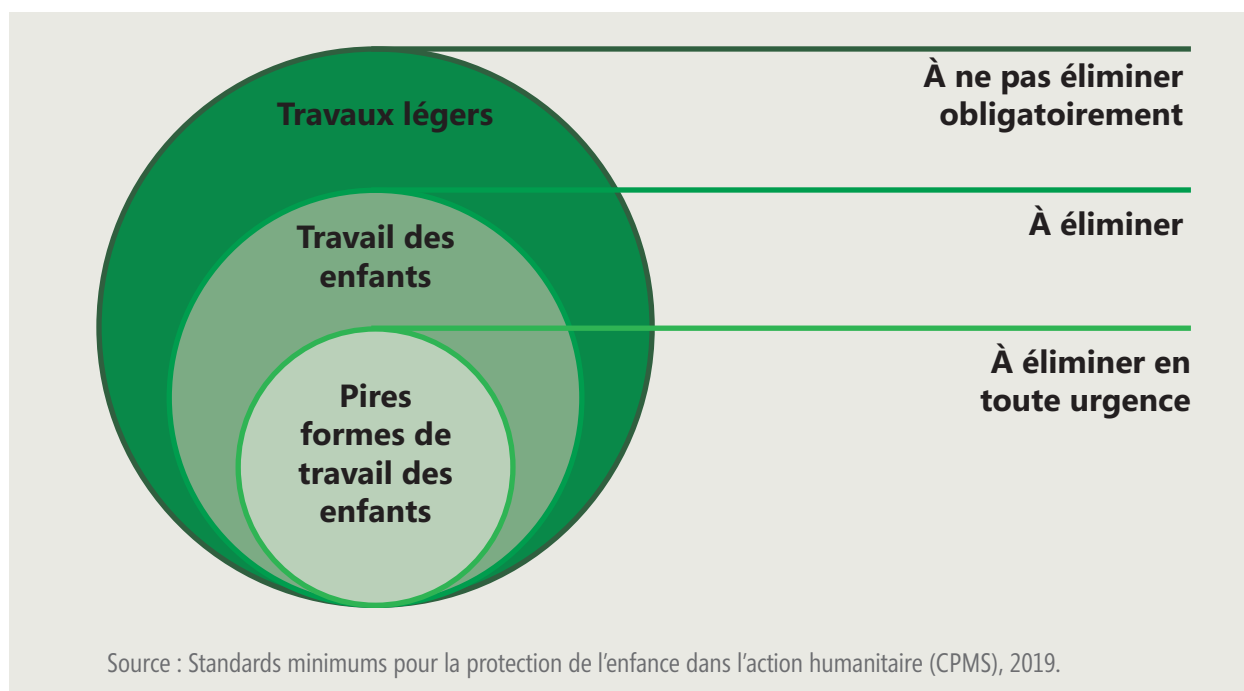 Travaux légers
À ne pas éliminer
obligatoirement
Travail des
enfants
À éliminer
Pires
formes de
travail des
enfants
À éliminer en
toute urgence
Source : Standards minimums pour la protection de l’enfance dans l’action humanitaire (CPMS), 2019.